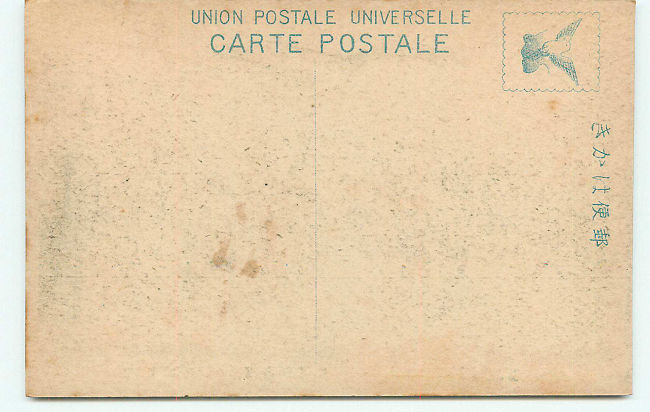 UNION POSTALE UNIVERSELLE
CARTE POSTALE
郵便はかき